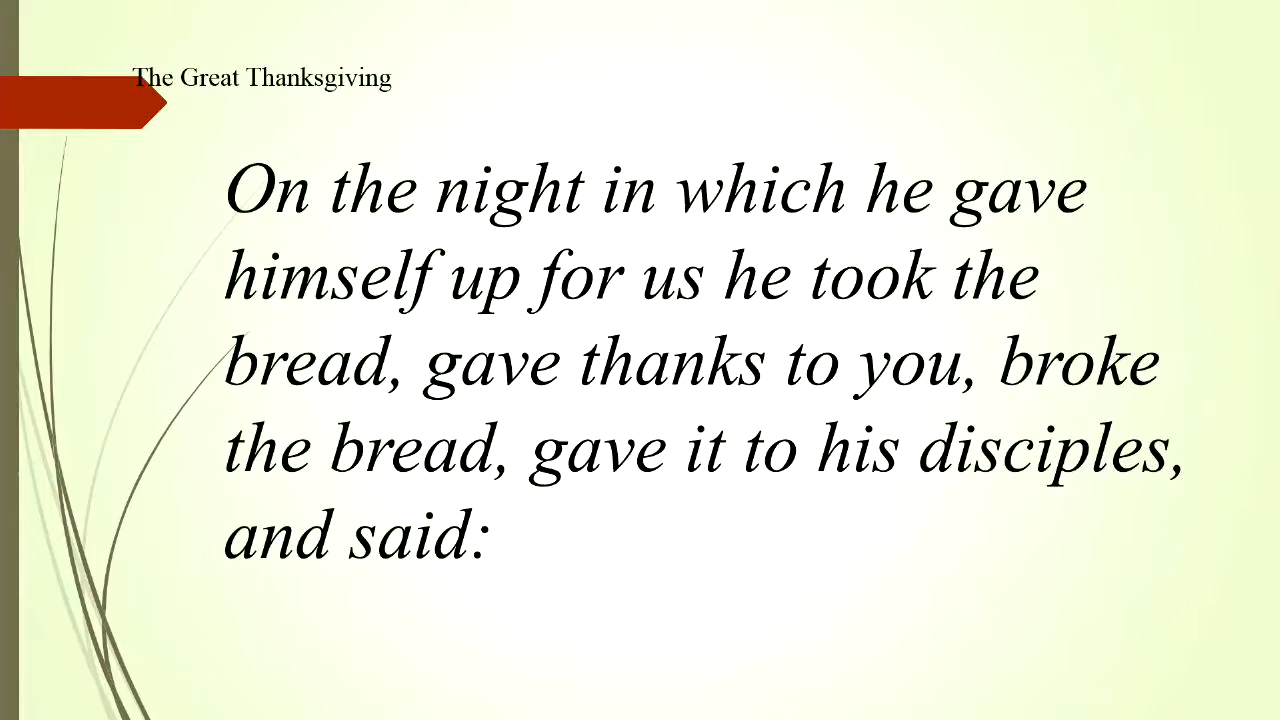 The Great Thanksgiving
On the night in which he gave
himself up for us he took the
bread, gave thanks to you, broke
the bread, gave it to his disciples,
and said: